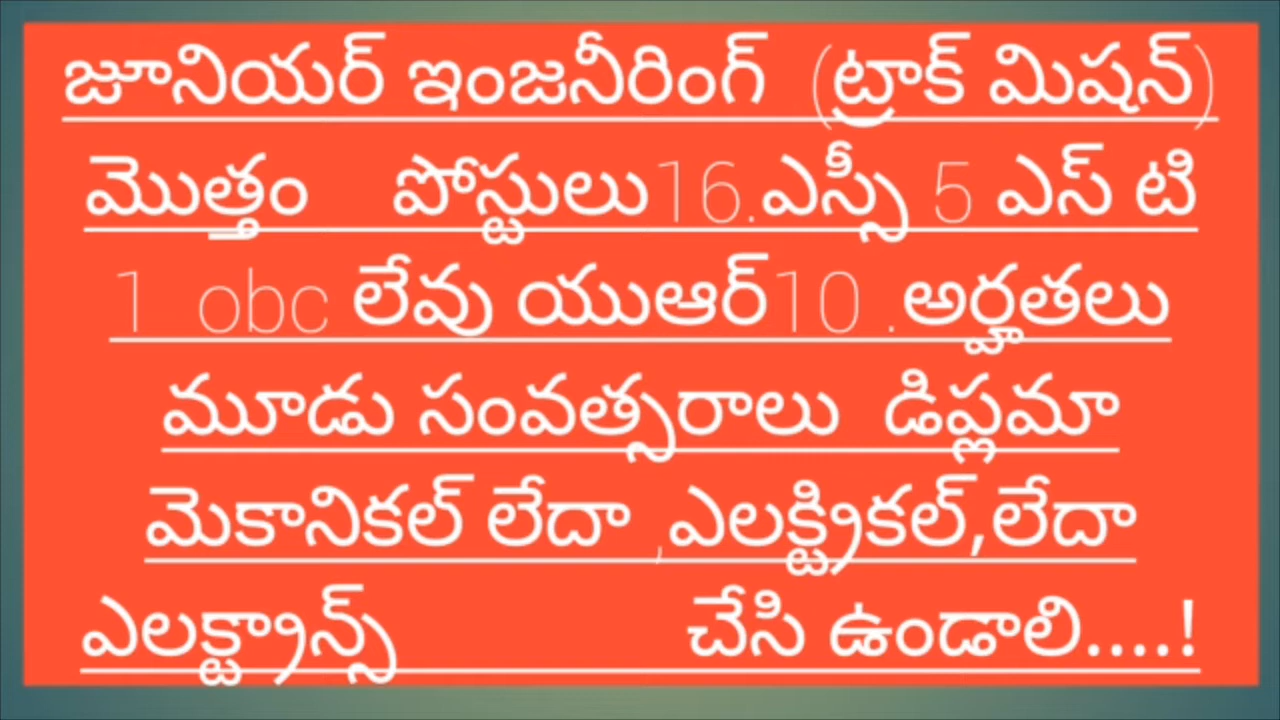 జూనియర్ ఇంజనీరింగ్ (ట్రాక్ మిషన్)
మొత్తం పోస్టులు16.ఎస్సీ 5 ఎస్ టి
1 obc లేవు యుఆర్10 .అర్హతలు
మూడు సంవత్సరాలు డిప్లమా
మెకానికల్ లేదా ,ఎలక్ట్రికల్,లేదా
ఎలక్ట్రాన్స్ చేసి ఉండాలి....!